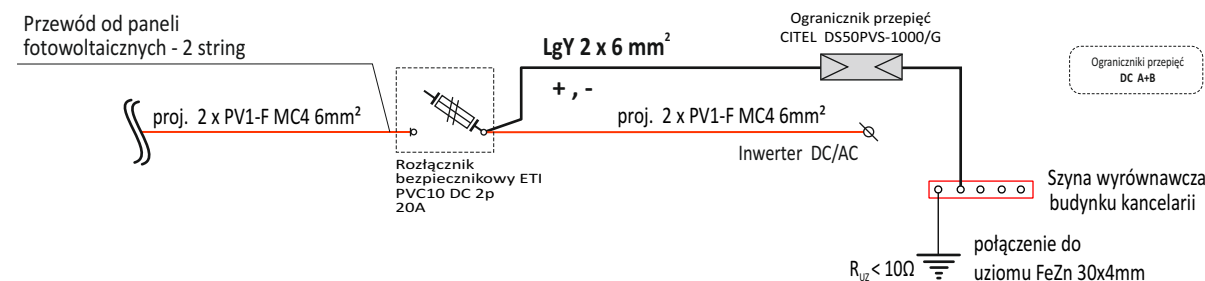 Przewód od paneli
fotowoltaicznych - 2 string
proj. 2 x PV1-F MC4 6mm²
Rozłącznik
bezpiecznikowy ETI
PVC10 DC 2p
20A
LgY 2 x 6 mm²
+ , -
proj. 2 x PV1-F MC4 6mm²
Inwerter DC/AC
Ogranicznik przepięć
CITEL DS50PVS-1000/G
Ograniczniki przepięć
DC A+B
Szyna wyrównawcza
budynku kancelarii
połączenie do
uziomu FeZn 30x4mm
R_UZ < 10Ω